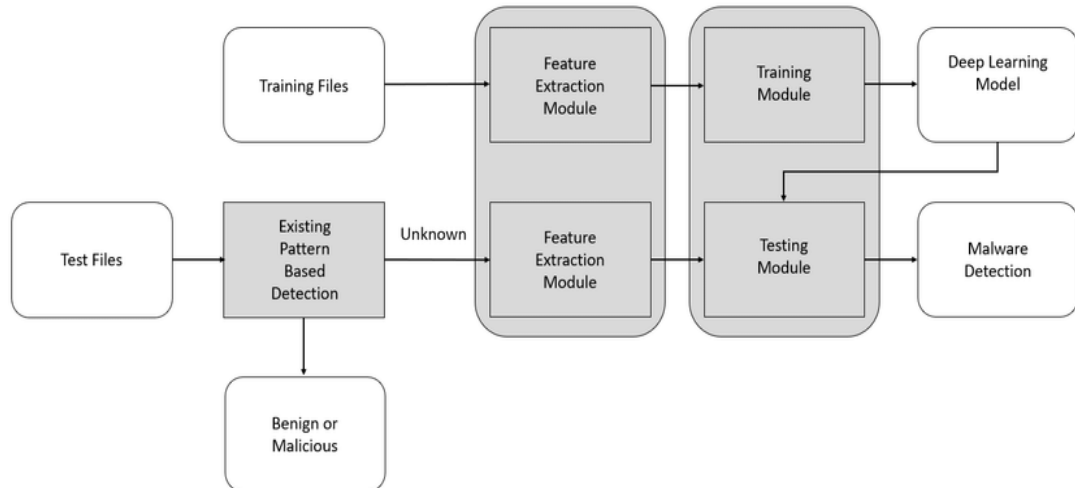 Training Files
Feature
Extraction
Module
Training
Module
Deep Learning
Model
Test Files
Existing
Pattern
Based
Detection
Unknown
Feature
Extraction
Module
Testing
Module
Malware
Detection
Benign or
Malicious